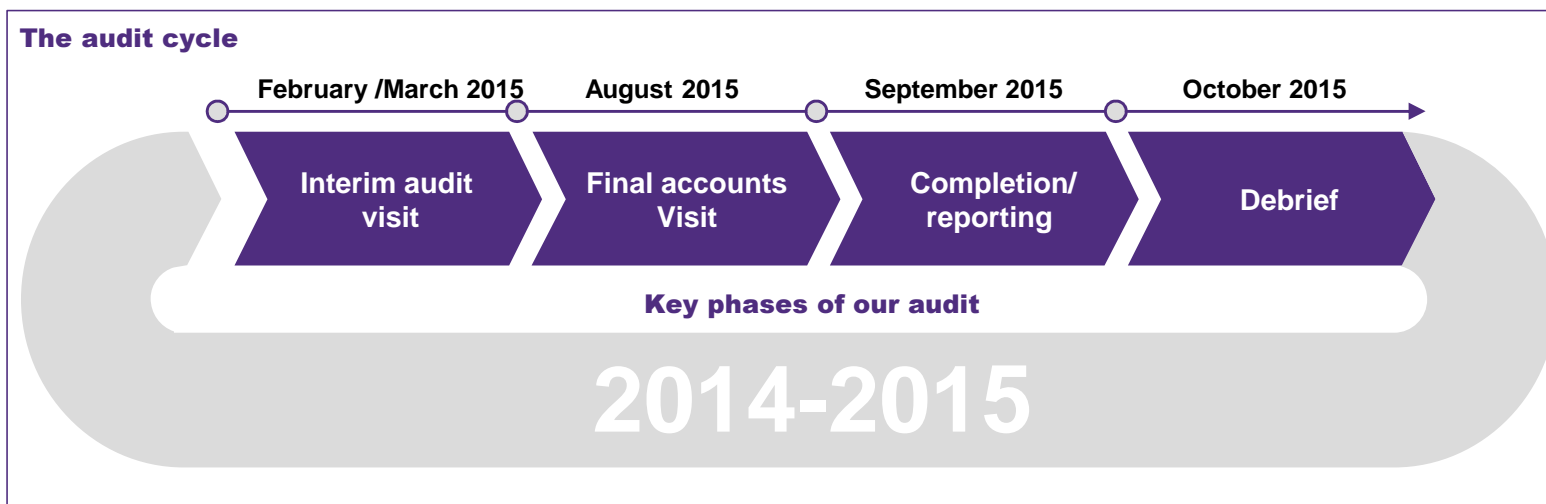 The audit cycle
February /March 2015
August 2015
September 2015
October 2015
Interim audit
visit
Final accounts
Visit
Completion/
reporting
Debrief
Key phases of our audit
2014-2015